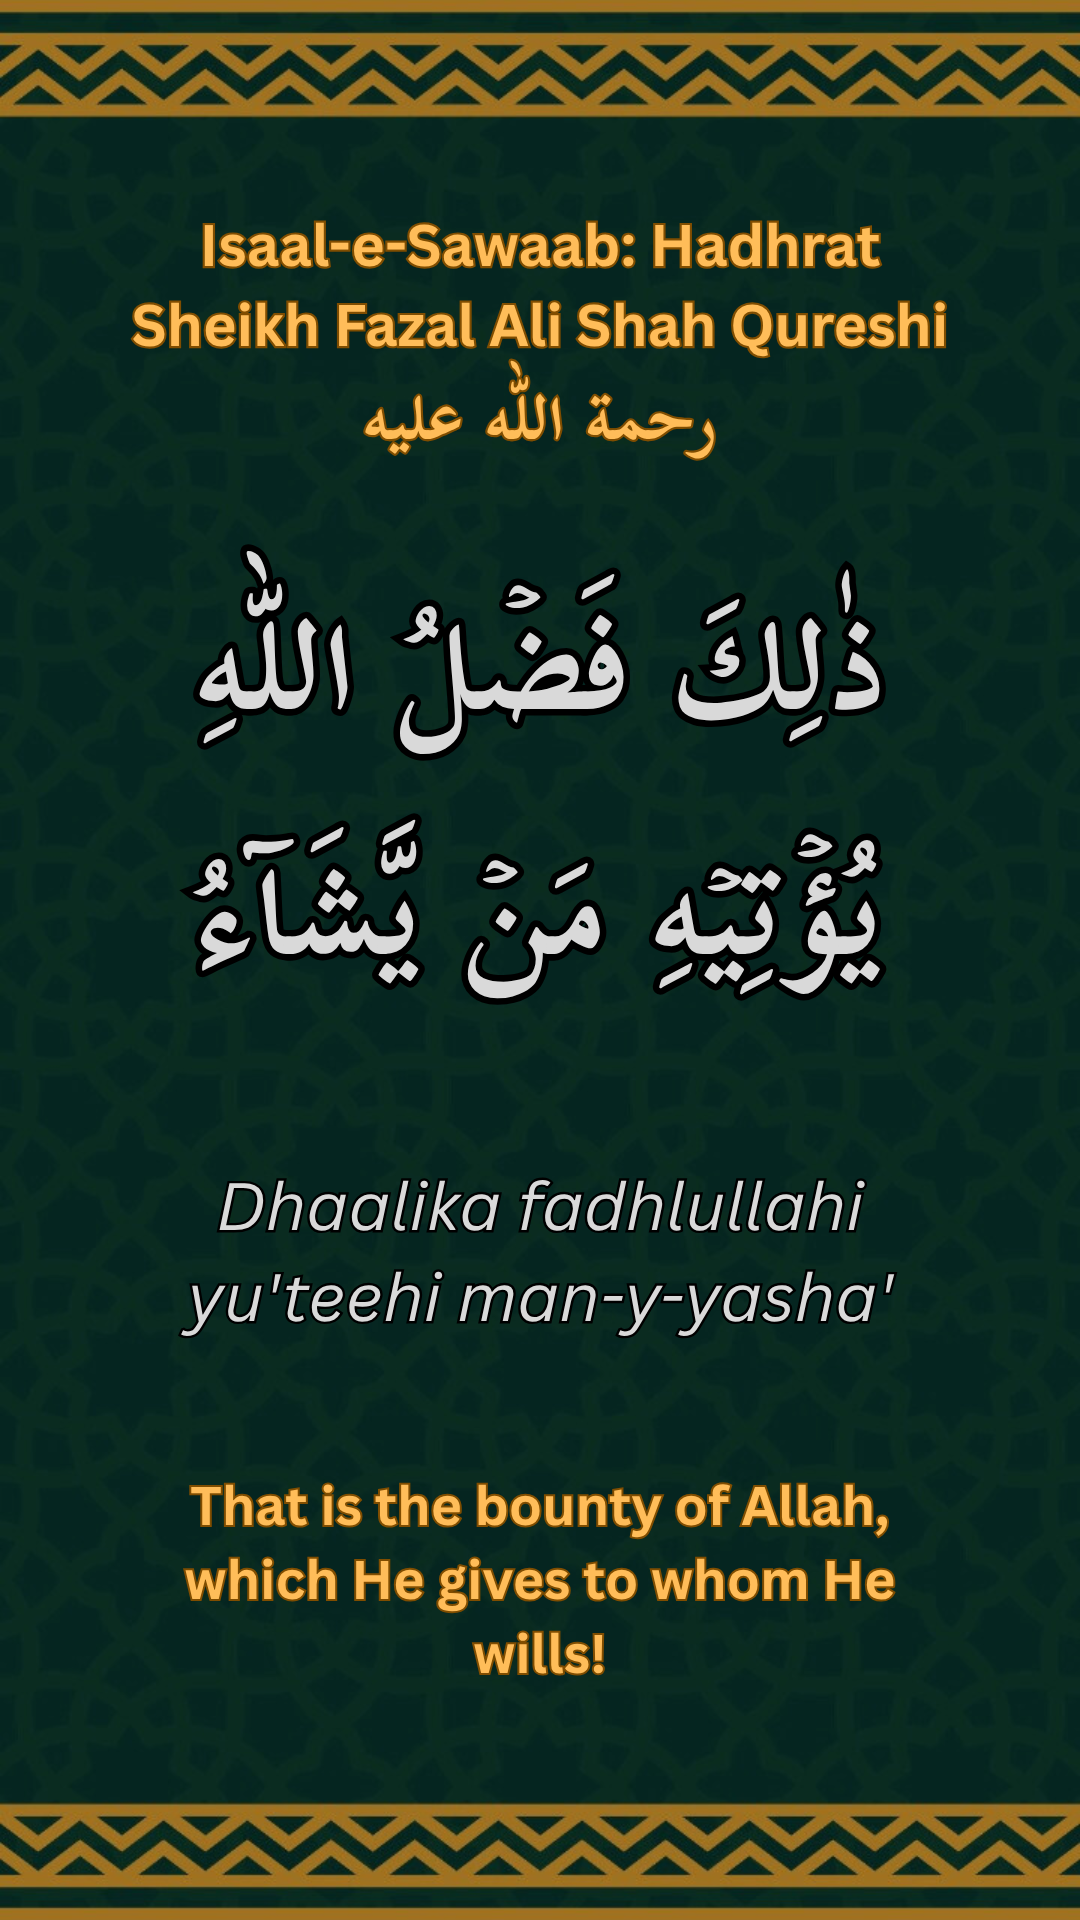 Isaal-e-Sawaab: Hadhrat
Sheikh Fazal Ali Shah Qureshi
رحمة الله عليه
ذٰلِكَ فَضۡلُ اللّٰهِ
يُؤۡتِيۡهِ مَنۡ يَّشَآءُ
Dhaalika fadhlullahi
yu'teehi man-y-yasha'
That is the bounty of Allah,
which He gives to whom He
wills!